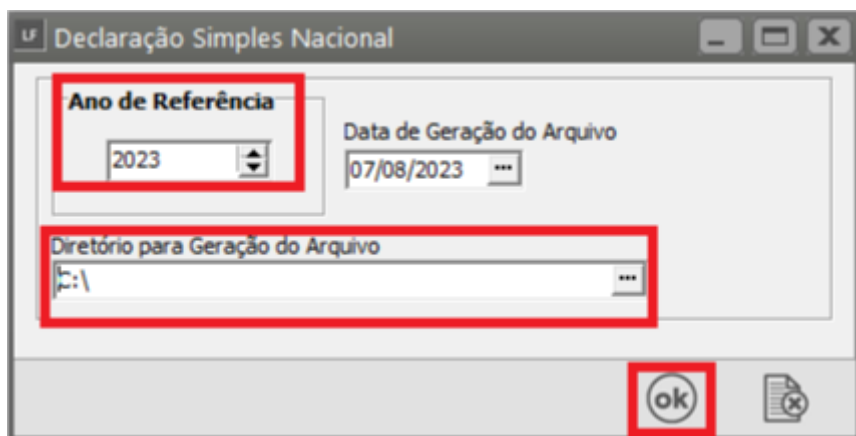 LF Declaração Simples Nacional
Ano de Referência
2023
Data de Geração do Arquivo
07/08/2023 ...
Diretório para Geração do Arquivo
C:\ ...
ok